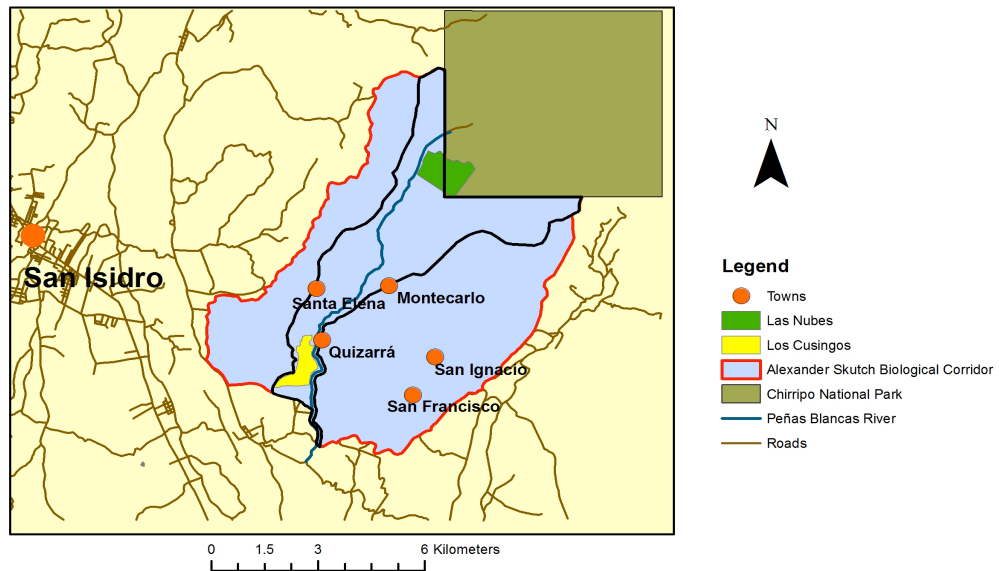 N
San Isidro
Santa Elena
Montecarlo
Quizarrá
San Ignacio
San Francisco
Legend
Towns
Las Nubes
Los Cusingos
Alexander Skutch Biological Corridor
Chirripo National Park
Peñas Blancas River
Roads
0 1.5 3 6 Kilometers